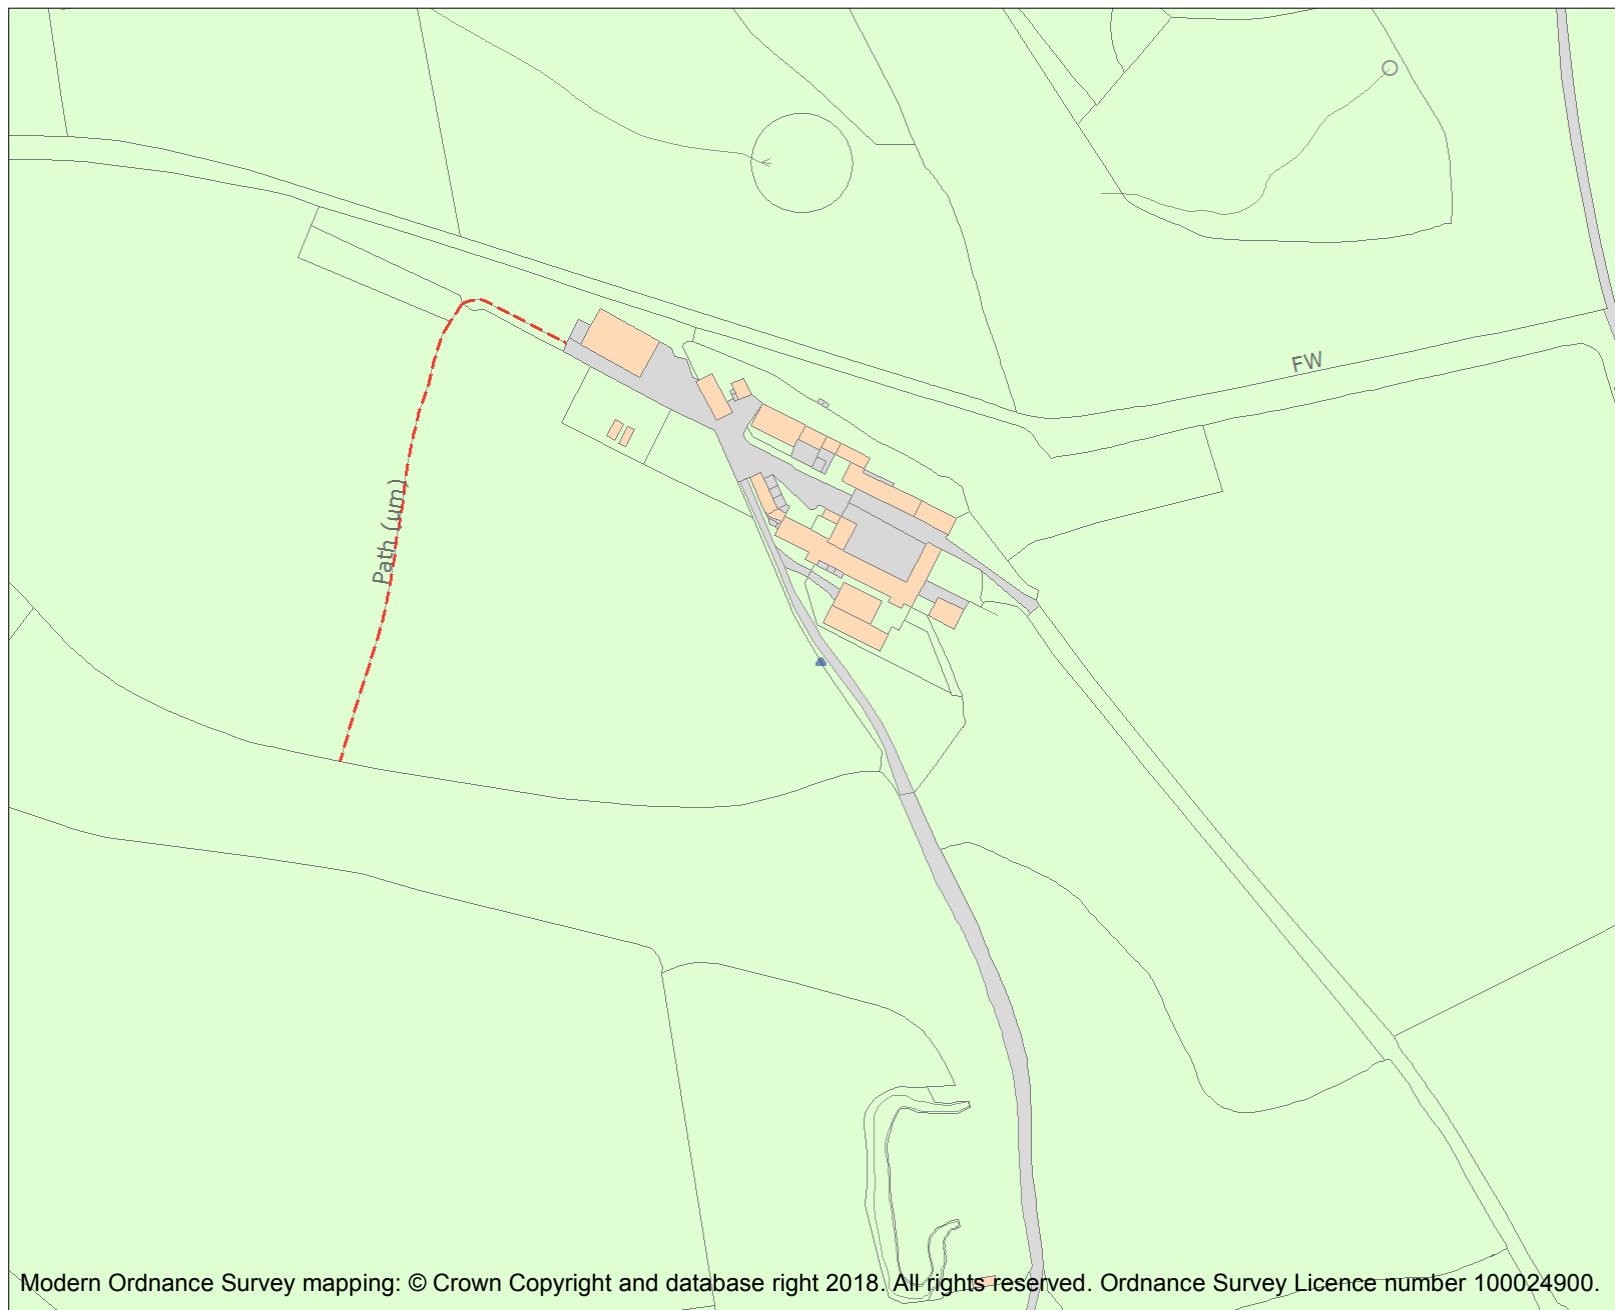 FW
Path (um)
Modern Ordnance Survey mapping: © Crown Copyright and database right 2018. All rights reserved. Ordnance Survey Licence number 100024900.